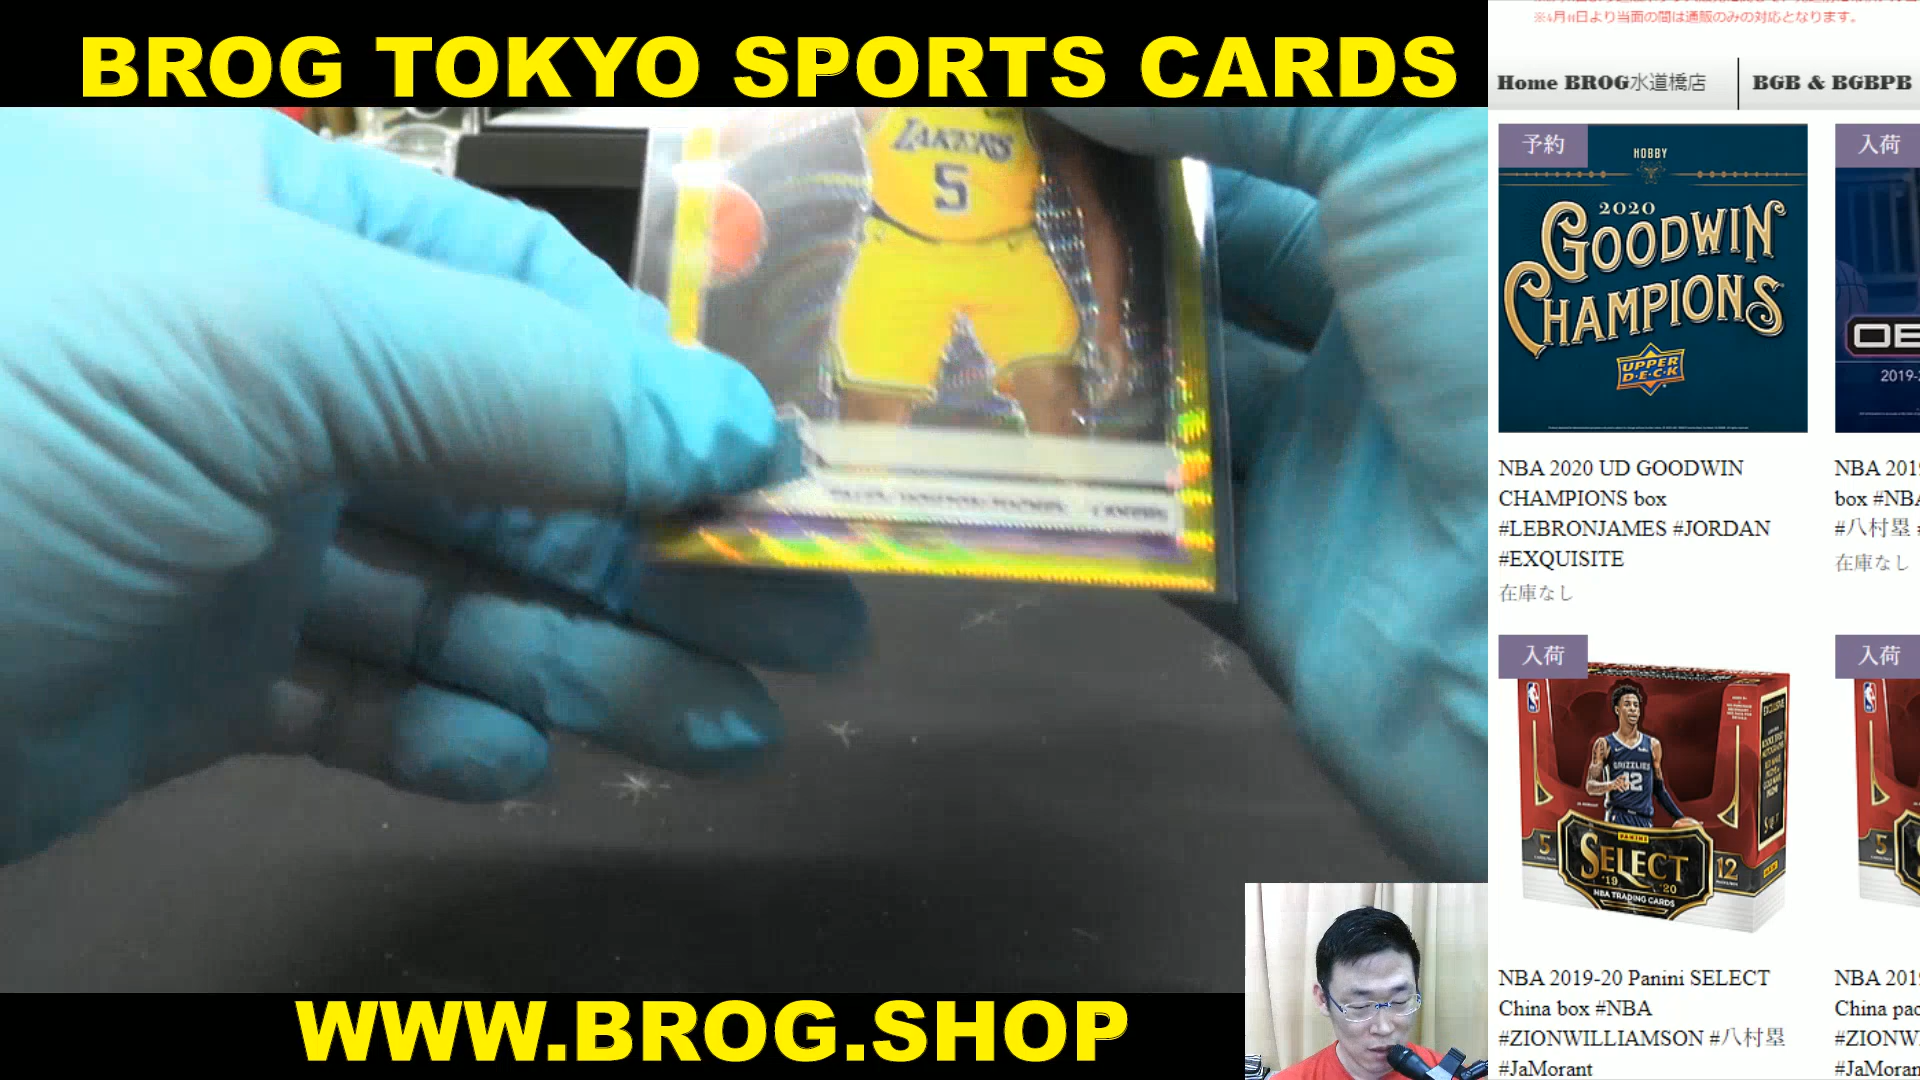 BROG TOKYO SPORTS CARDS
LAKERS
5
WWW.BROG.SHOP
※4月11日より当面の間は通販のみの対応となります。
Home BROG水道橋店
BGB & BGBPB
予約
HOBBY
2020
GOODWIN
CHAMPIONS
UPPER
D·E·C·K
NBA 2020 UD GOODWIN
CHAMPIONS box
#LEBRONJAMES #JORDAN
#EXQUISITE
在庫なし
入荷
2019-
NBA 201
box #NBA
#八村塁
在庫なし
入荷
GRIZZLIES
12
PANINI
SELECT
'19 '20
NBA TRADING CARDS
5
12
NBA 2019-20 Panini SELECT
China box #NBA
#ZIONWILLIAMSON #八村塁
#JaMorant
入荷
5
NBA 201
China pac
#ZIONW
#JaMoran